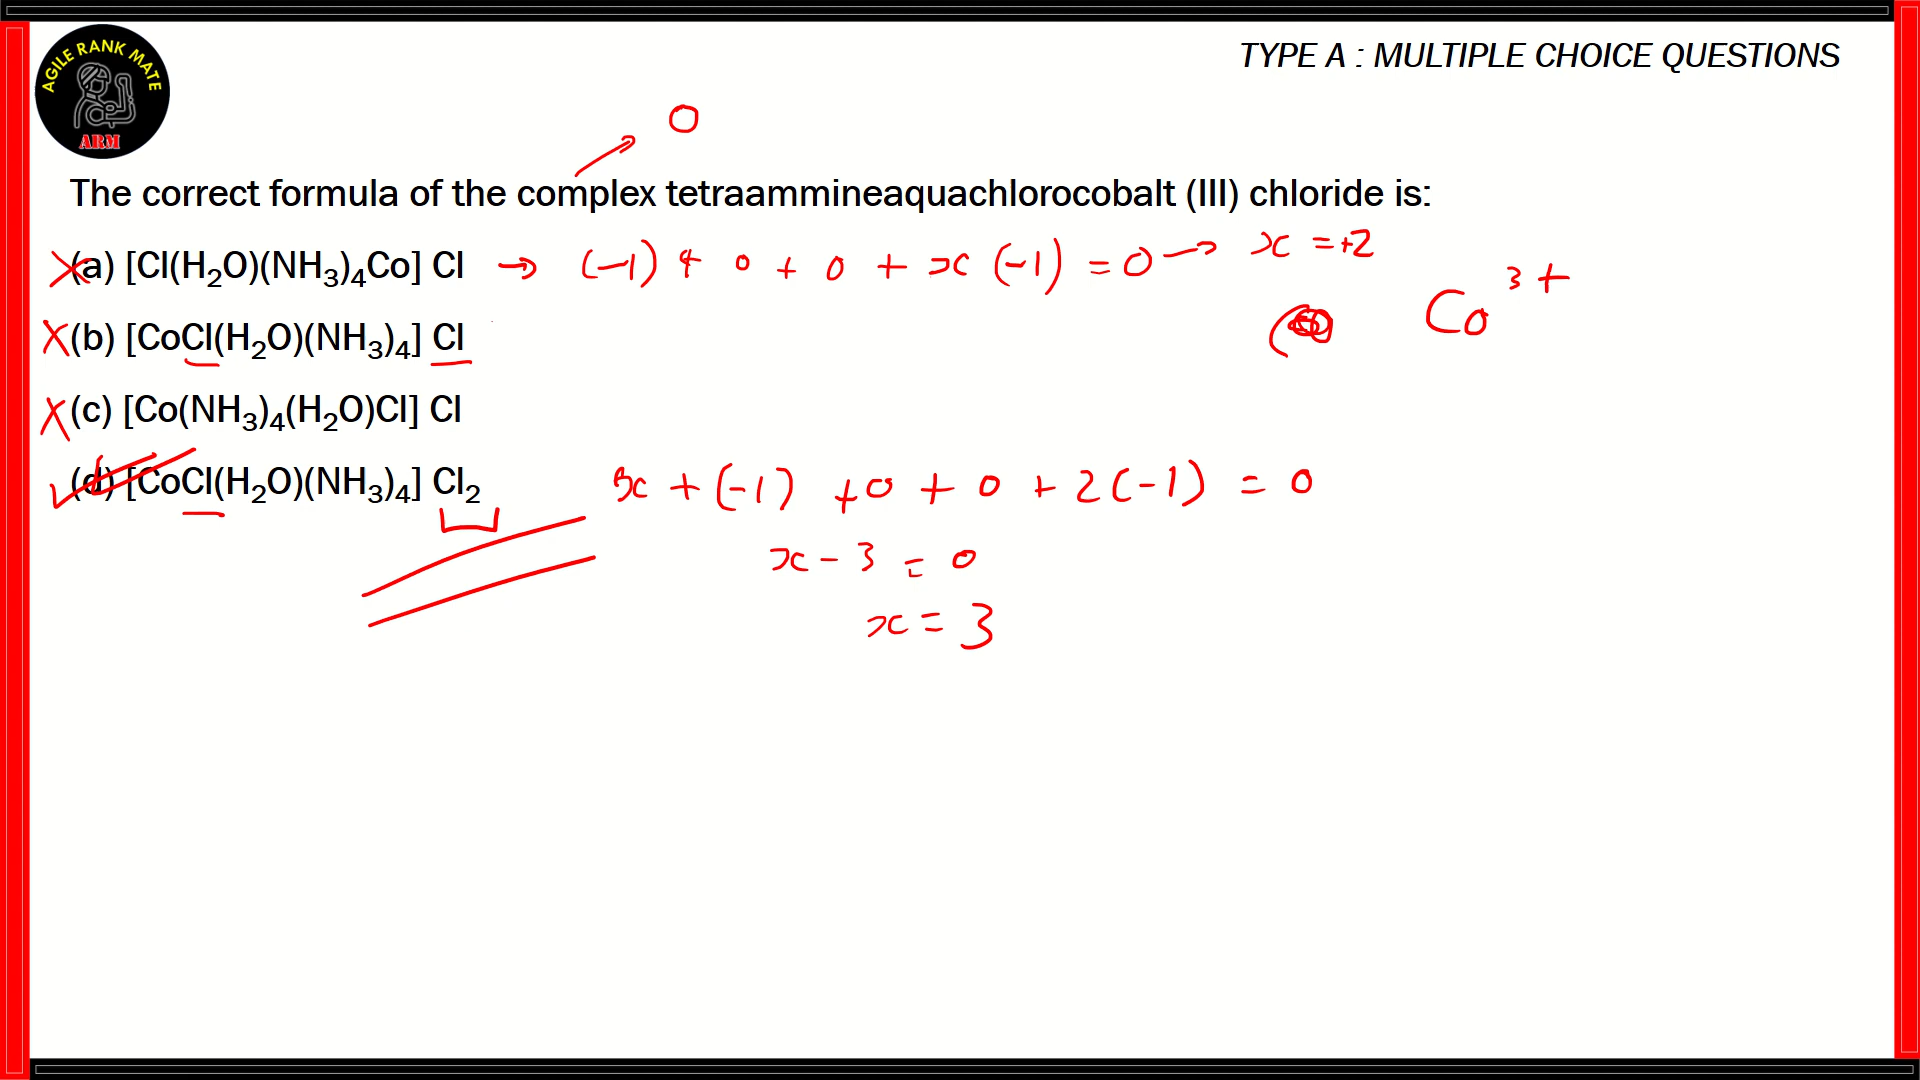 AGILE RANK MATE
ARM
TYPE A : MULTIPLE CHOICE QUESTIONS
0
The correct formula of the complex tetraammineaquachlorocobalt (III) chloride is:
(a) [Cl(H₂O)(NH₃)₄Co] Cl → (-1) + 0 + 0 + x (-1) = 0 → x = +2
Co³⁺
(b) [CoCl(H₂O)(NH₃)₄] Cl
(c) [Co(NH₃)₄(H₂O)Cl] Cl
(d) [CoCl(H₂O)(NH₃)₄] Cl₂ x + (-1) + 0 + 0 + 2(-1) = 0
x - 3 = 0
x = 3